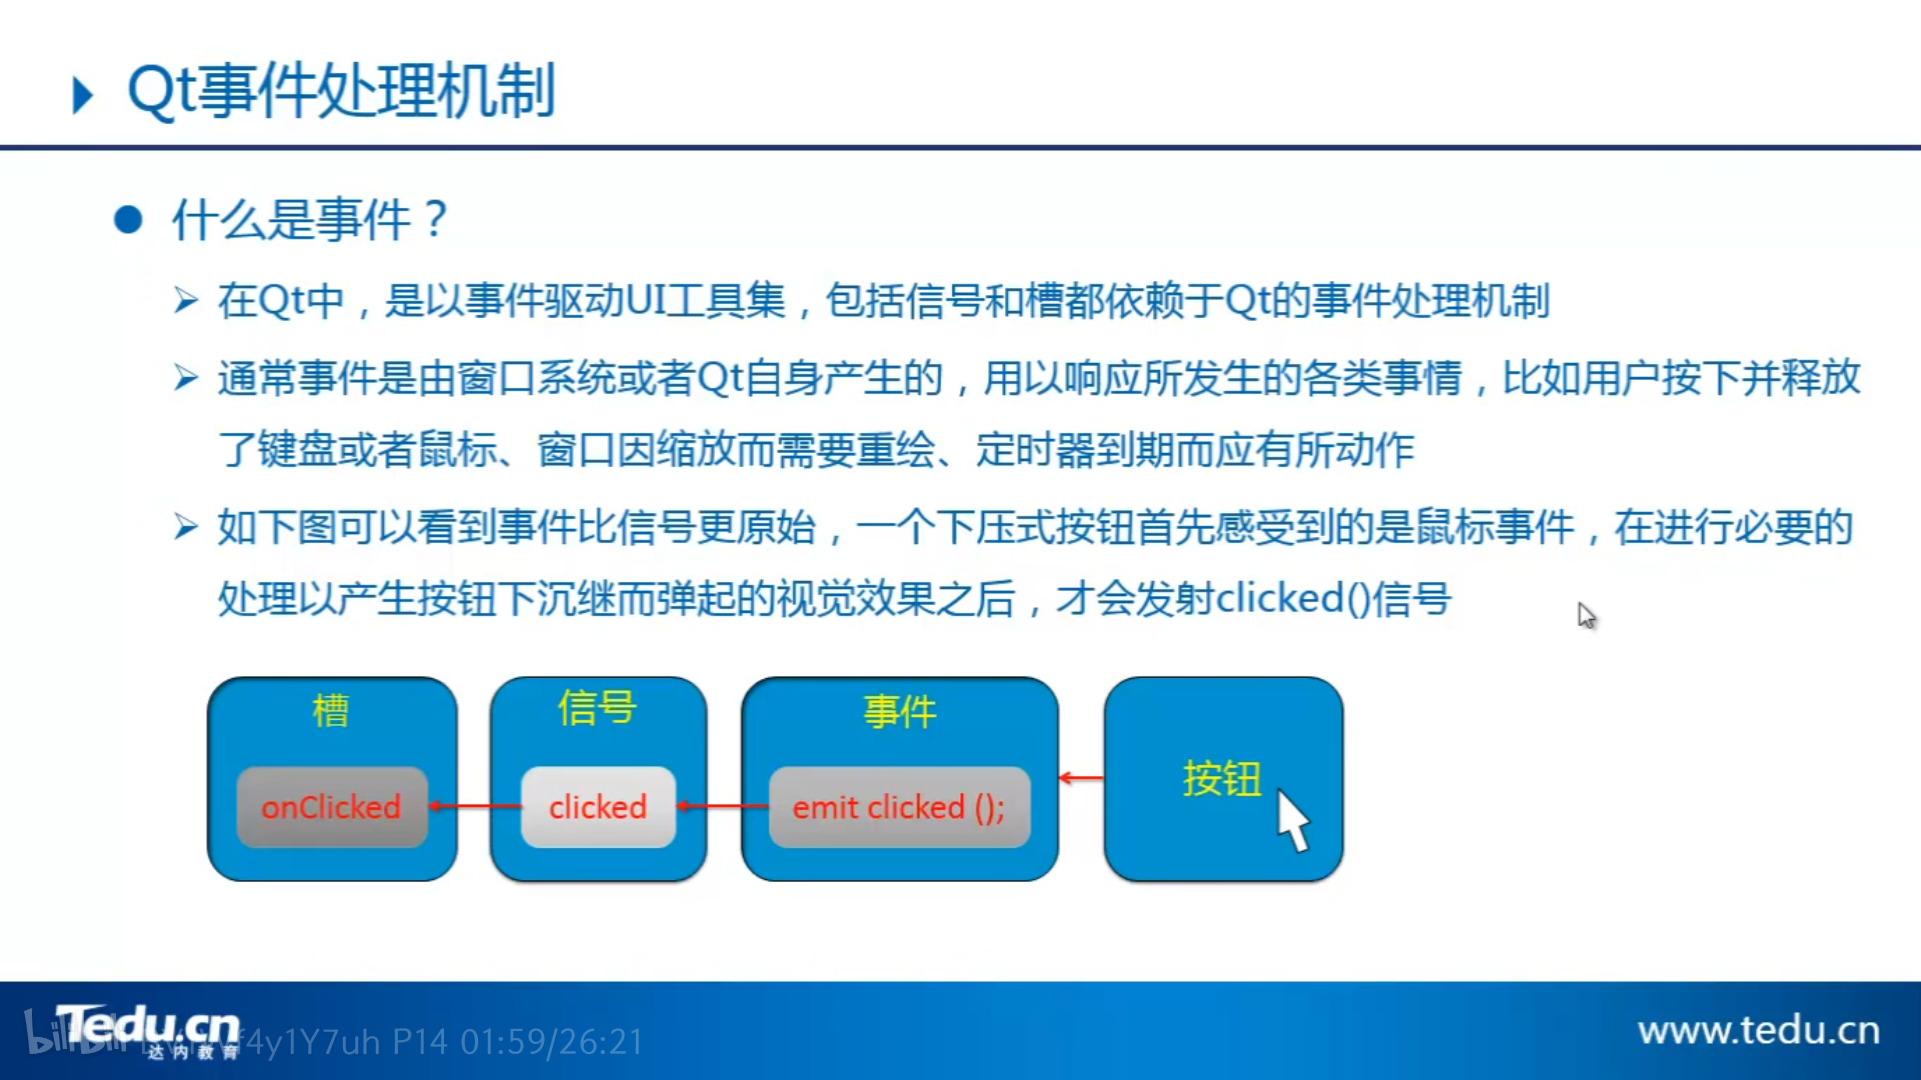 Qt事件处理机制
什么是事件？
在Qt中，是以事件驱动UI工具集，包括信号和槽都依赖于Qt的事件处理机制
通常事件是由窗口系统或者Qt自身产生的，用以响应所发生的各类事情，比如用户按下并释放
了键盘或者鼠标、窗口因缩放而需要重绘、定时器到期而应有所动作
如下图可以看到事件比信号更原始，一个下压式按钮首先感受到的是鼠标事件，在进行必要的
处理以产生按钮下沉继而弹起的视觉效果之后，才会发射clicked()信号
槽 信号 事件
按钮
onClicked clicked emit clicked ();
Tedu.cn
达内教育
bilibili f4y1Y7uh P14 01:59/26:21
www.tedu.cn